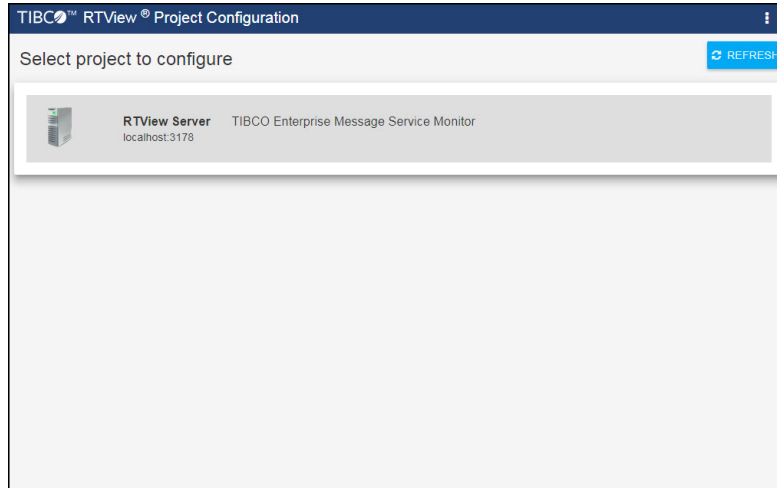 TIBCO™ RTView ® Project Configuration
Select project to configure
REFRESH
RTView Server TIBCO Enterprise Message Service Monitor
localhost:3178